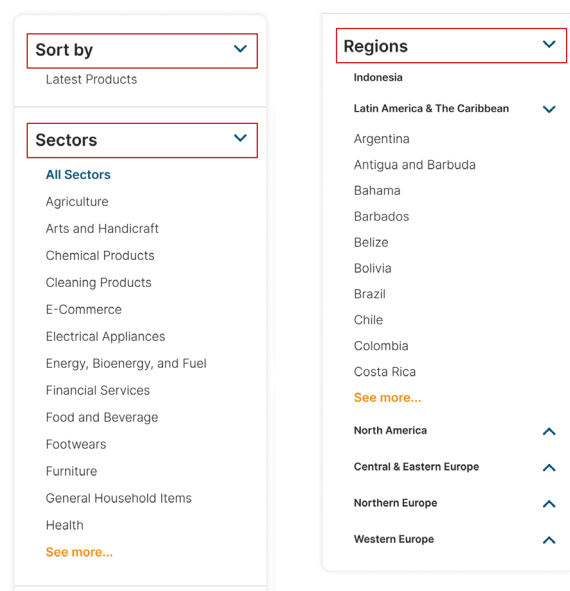 Sort by
Latest Products
Sectors
All Sectors
Agriculture
Arts and Handicraft
Chemical Products
Cleaning Products
E-Commerce
Electrical Appliances
Energy, Bioenergy, and Fuel
Financial Services
Food and Beverage
Footwears
Furniture
General Household Items
Health
See more...
Regions
Indonesia
Latin America & The Caribbean
Argentina
Antigua and Barbuda
Bahama
Barbados
Belize
Bolivia
Brazil
Chile
Colombia
Costa Rica
See more...
North America
Central & Eastern Europe
Northern Europe
Western Europe